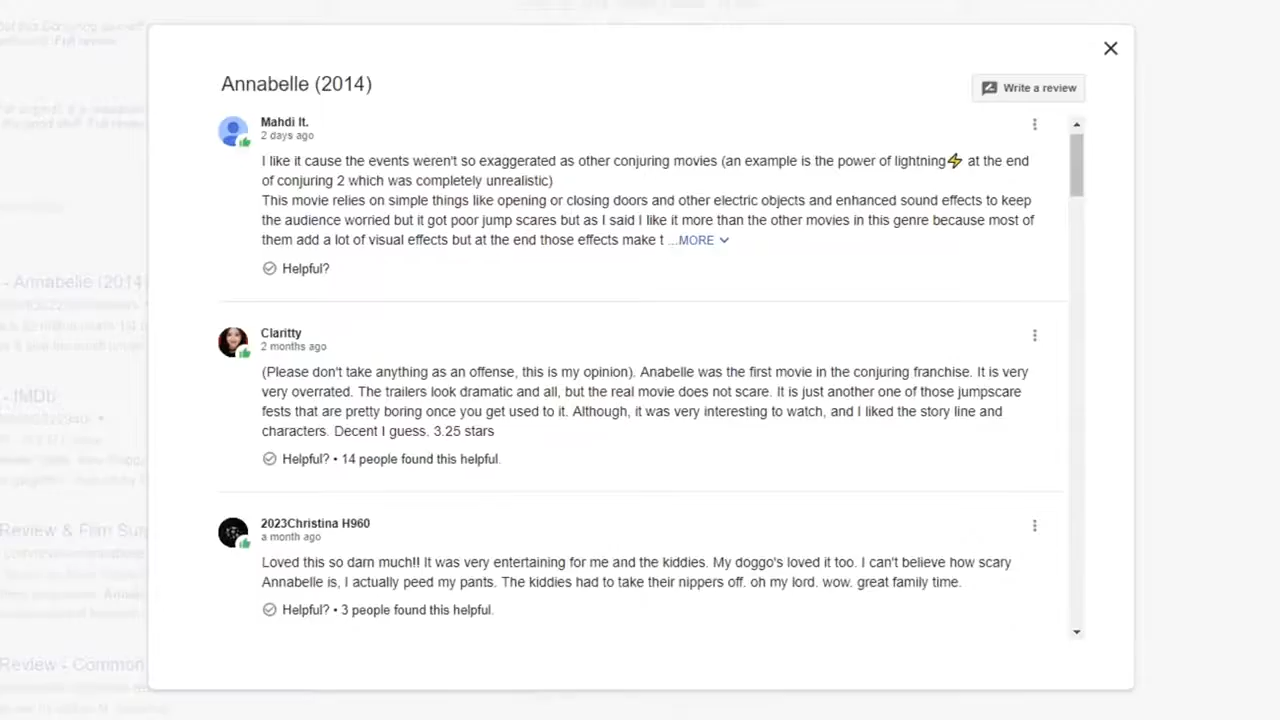 Annabelle (2014)
Write a review
Mahdi It.
2 days ago
I like it cause the events weren't so exaggerated as other conjuring movies (an example is the power of lightning⚡ at the end
of conjuring 2 which was completely unrealistic)
This movie relies on simple things like opening or closing doors and other electric objects and enhanced sound effects to keep
the audience worried but it got poor jump scares but as I said I like it more than the other movies in this genre because most of
them add a lot of visual effects but at the end those effects make t ...MORE
Helpful?
Claritty
2 months ago
(Please don't take anything as an offense, this is my opinion). Anabelle was the first movie in the conjuring franchise. It is very
very overrated. The trailers look dramatic and all, but the real movie does not scare. It is just another one of those jumpscare
fests that are pretty boring once you get used to it. Although, it was very interesting to watch, and I liked the story line and
characters. Decent I guess. 3.25 stars
Helpful? • 14 people found this helpful.
2023Christina H960
a month ago
Loved this so darn much!! It was very entertaining for me and the kiddies. My doggo's loved it too. I can't believe how scary
Annabelle is, I actually peed my pants. The kiddies had to take their nippers off. oh my lord. wow. great family time.
Helpful? • 3 people found this helpful.
- Annabelle (2014)
- IMDb
Review & Film Su
Review - Common